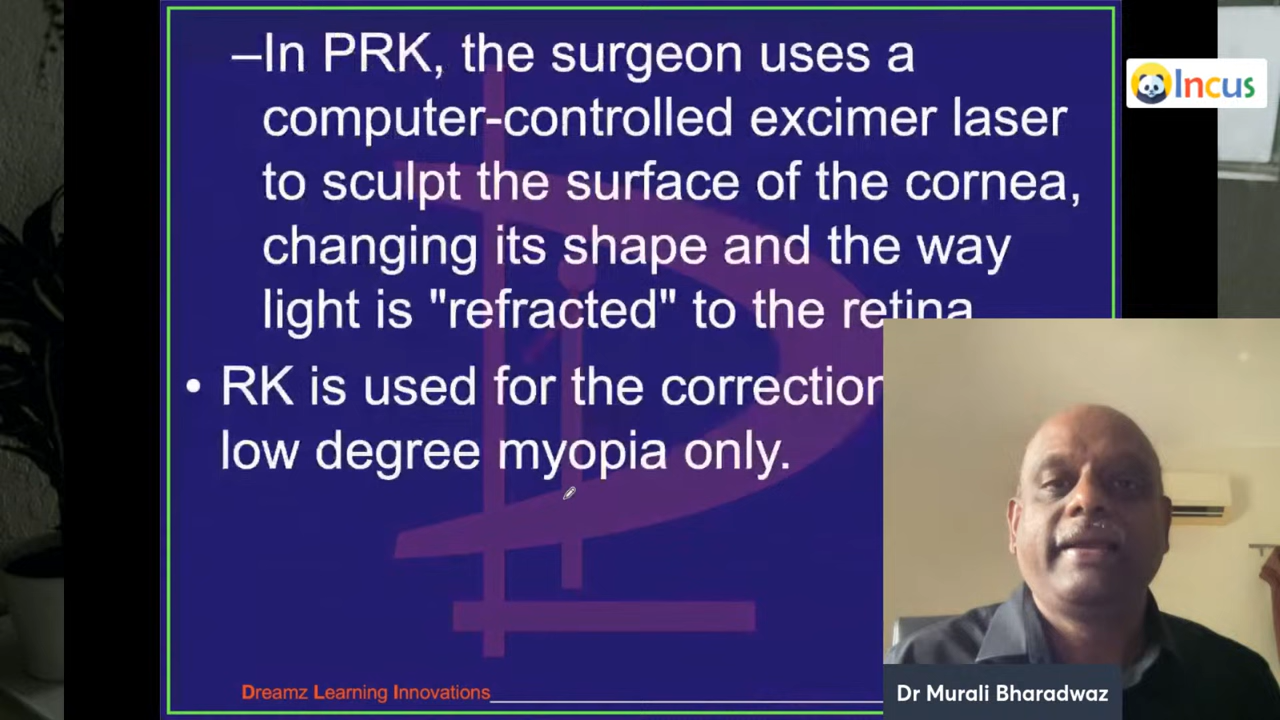 –In PRK, the surgeon uses a
computer-controlled excimer laser
to sculpt the surface of the cornea,
changing its shape and the way
light is "refracted" to the retina
• RK is used for the correction
low degree myopia only.
Dreamz Learning Innovations
Incus
Dr Murali Bharadwaz